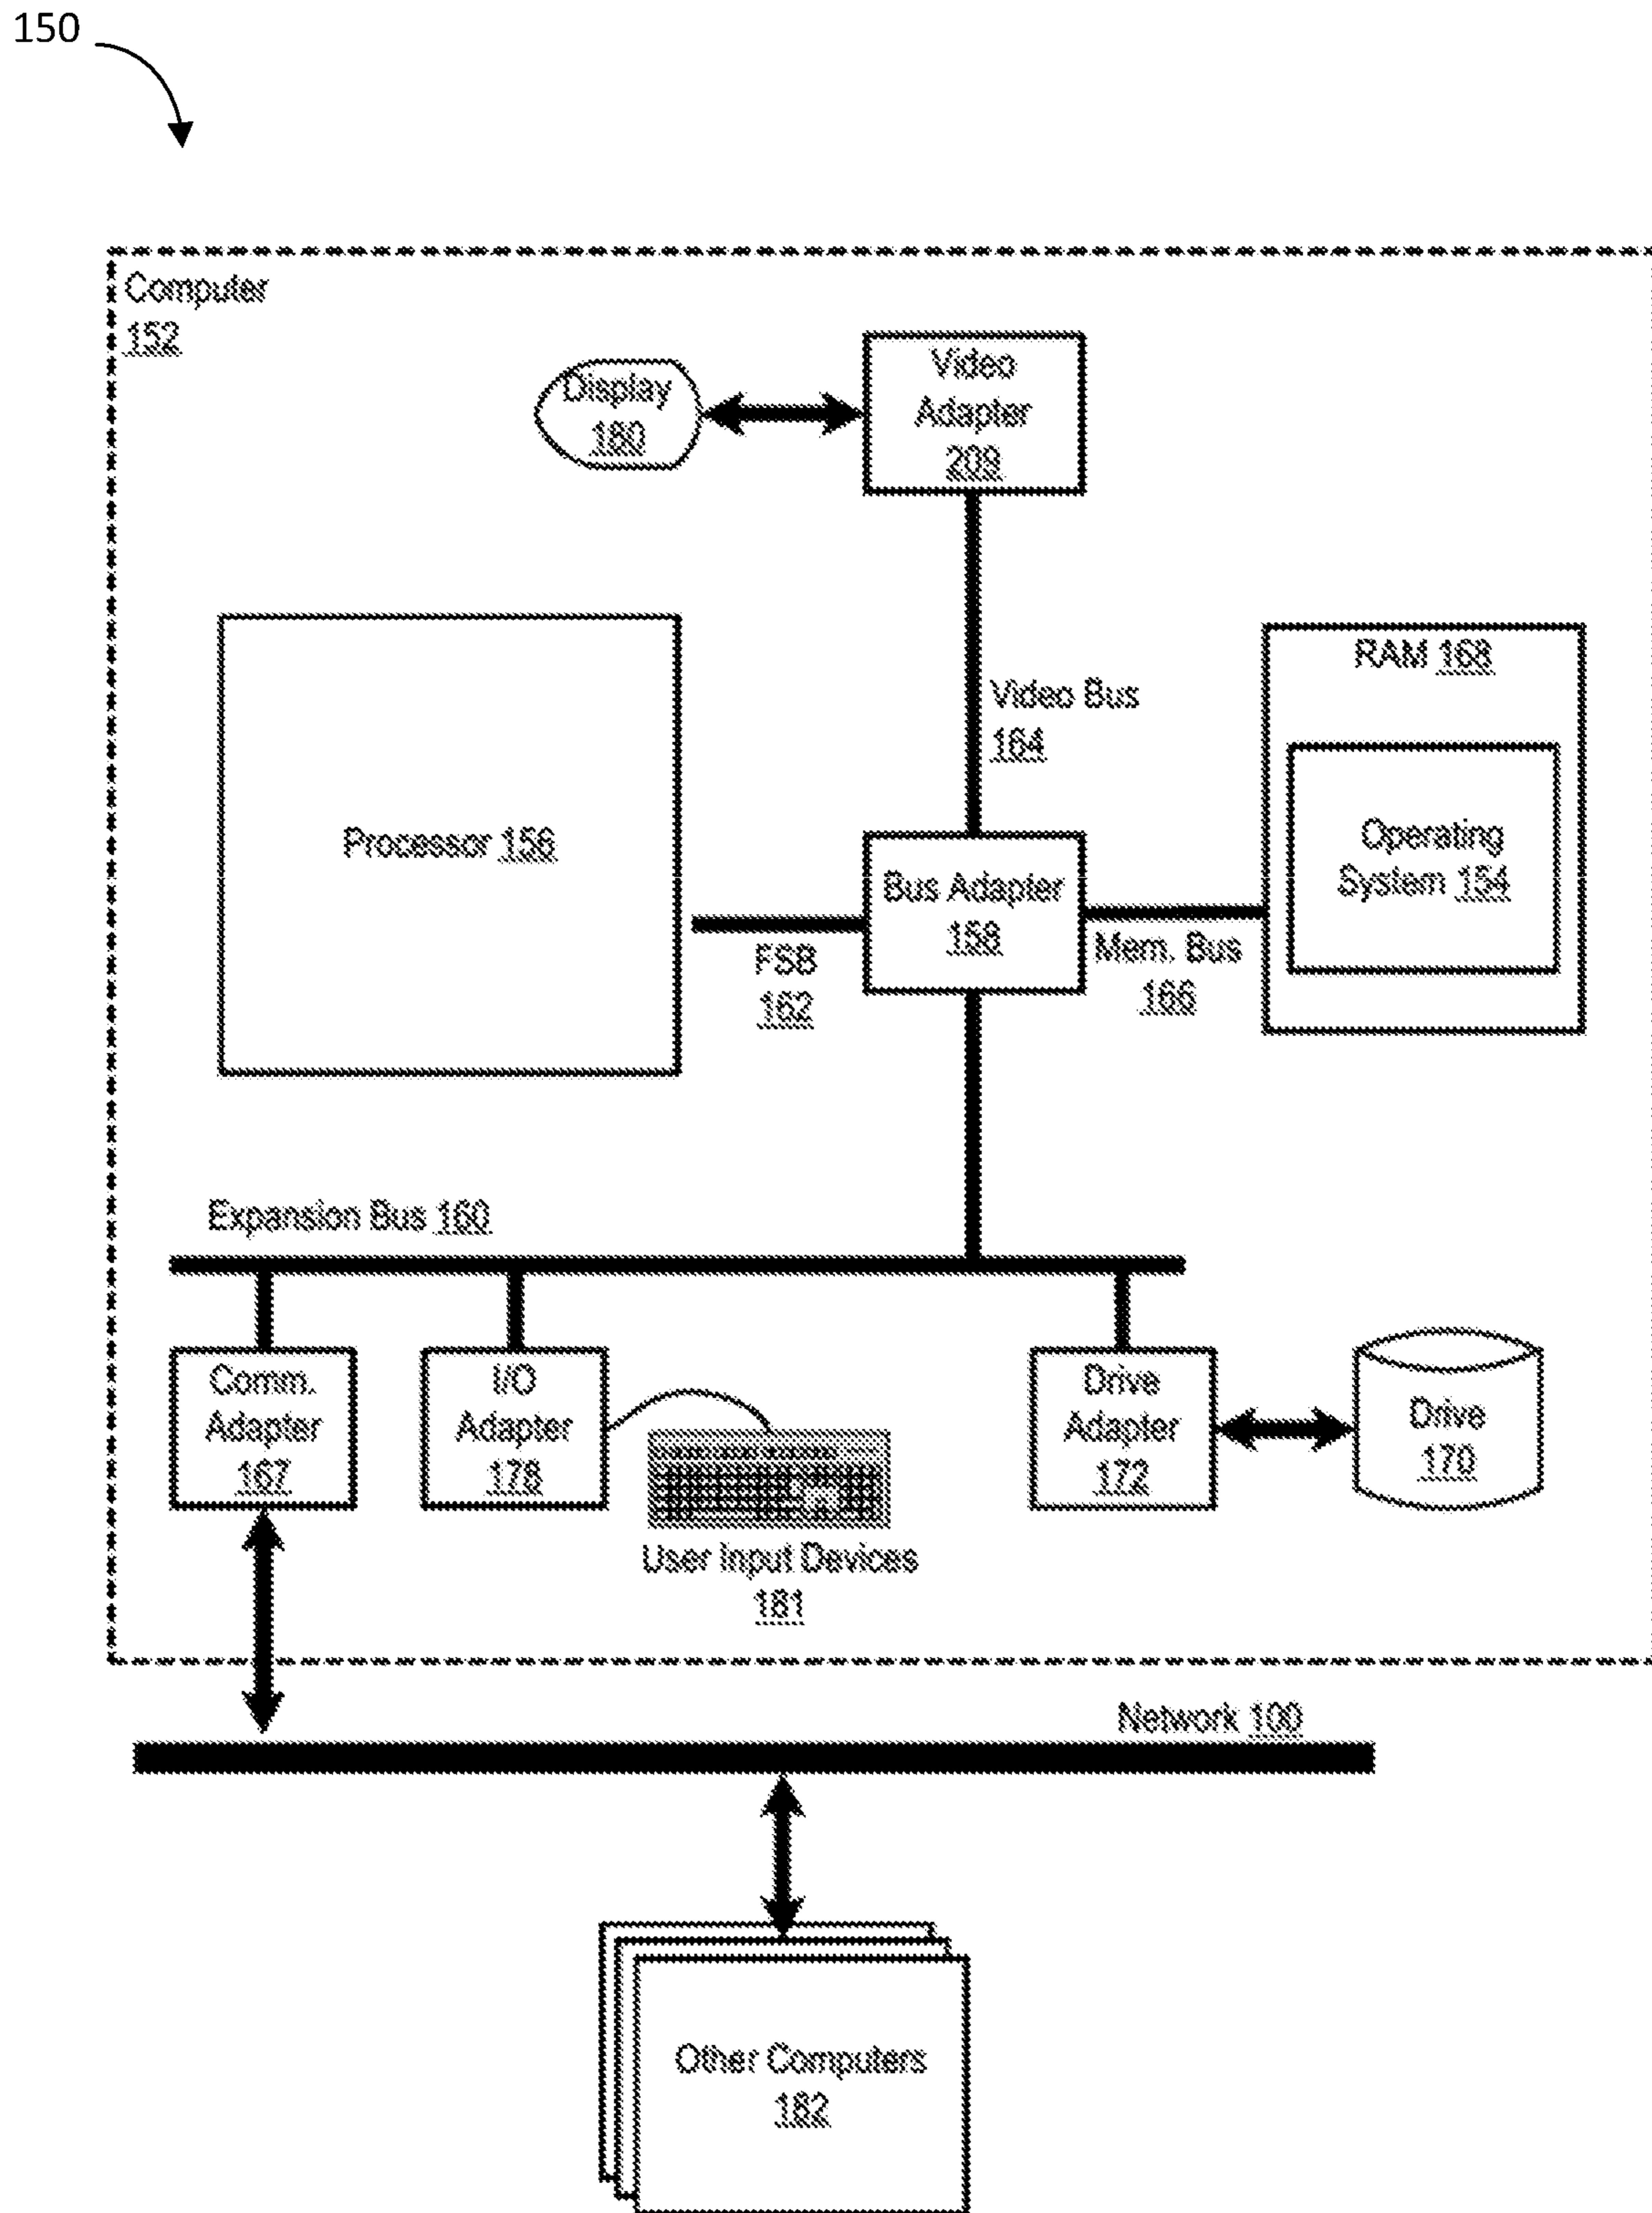 150
Computer
152
Display
180
Video
Adapter
209
Video Bus
164
RAM 168
Operating
System 154
Processor 156
Bus Adapter
158
FSB
162
Mem. Bus
166
Expansion Bus 160
Comm.
Adapter
167
I/O
Adapter
178
User Input Devices
181
Drive
Adapter
172
Drive
170
Network 100
Other Computers
182